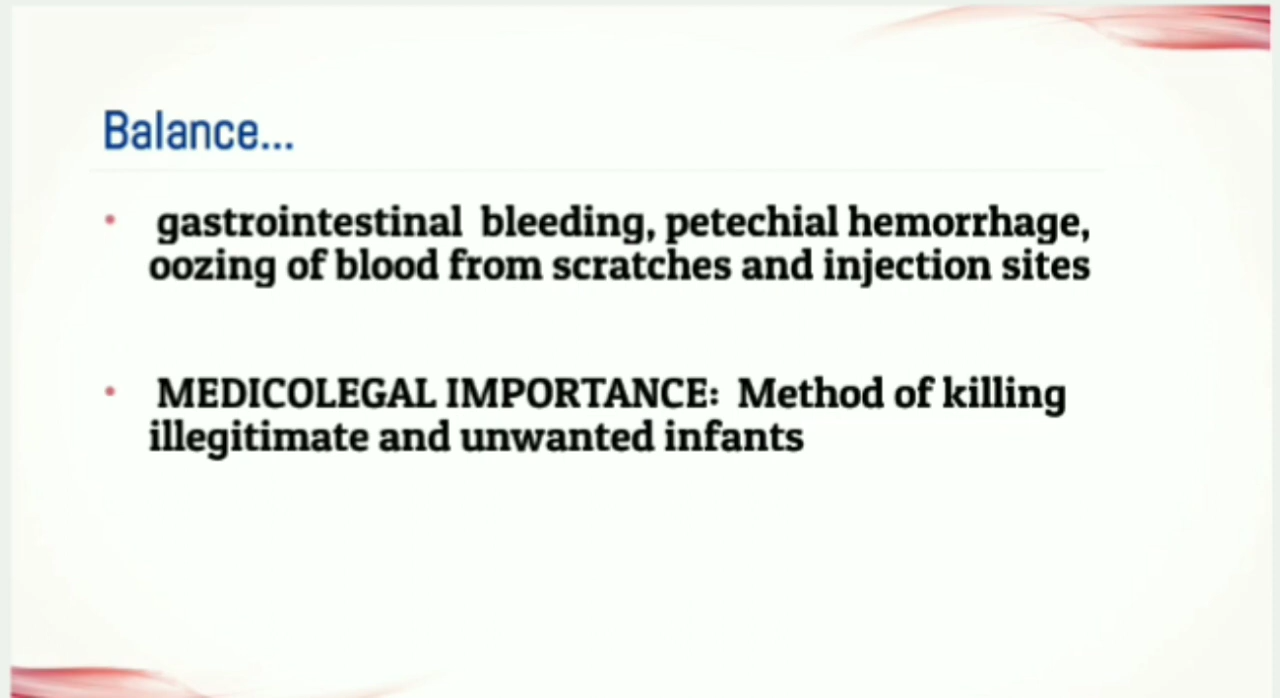 Balance...
• gastrointestinal bleeding, petechial hemorrhage,
oozing of blood from scratches and injection sites
• MEDICOLEGAL IMPORTANCE: Method of killing
illegitimate and unwanted infants